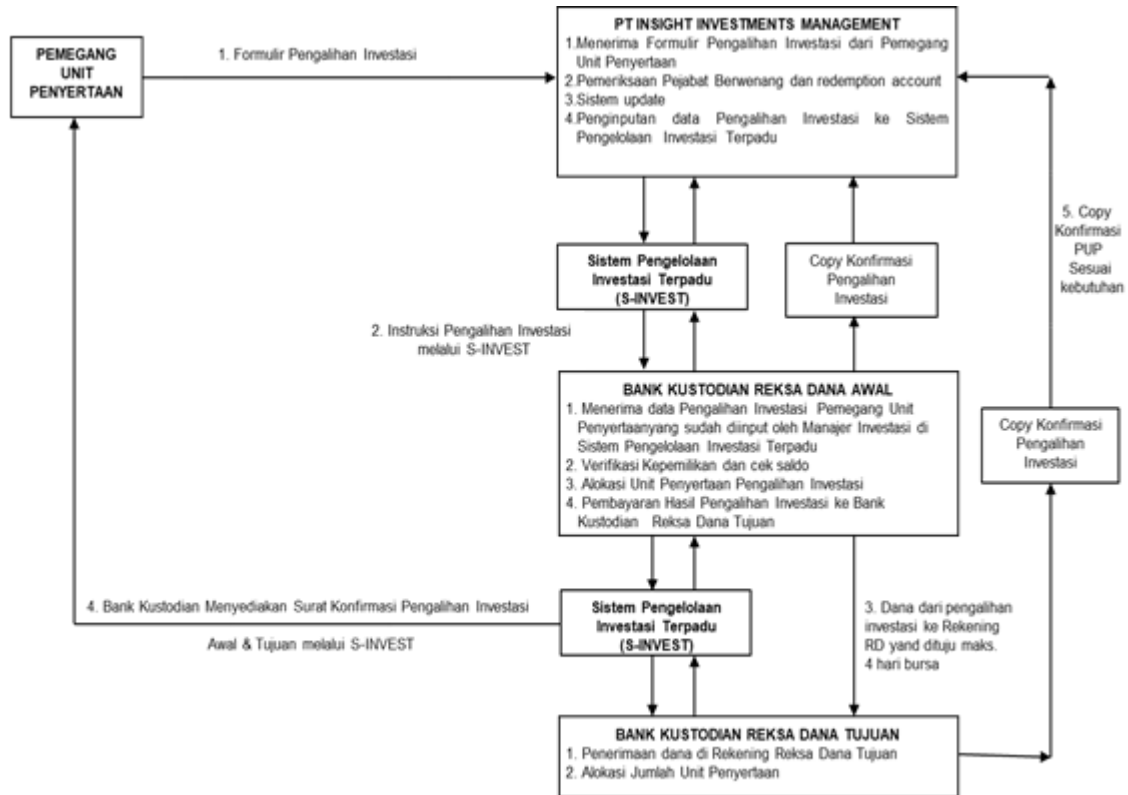 PEMEGANG
UNIT
PENYERTAAN
1. Formulir Pengalihan Investasi
PT INSIGHT INVESTMENTS MANAGEMENT
1.Menerima Formulir Pengalihan Investasi dari Pemegang
Unit Penyertaan
2.Pemeriksaan Pejabat Berwenang dan redemption account
3.Sistem update
4.Penginputan data Pengalihan Investasi ke Sistem
Pengelolaan Investasi Terpadu
Sistem Pengelolaan
Investasi Terpadu
(S-INVEST)
Copy Konfirmasi
Pengalihan
Investasi
5. Copy
Konfirmasi
PUP
Sesuai
kebutuhan
2. Instruksi Pengalihan Investasi
melalui S-INVEST
BANK KUSTODIAN REKSA DANA AWAL
1. Menerima data Pengalihan Investasi Pemegang Unit
Penyertaanyang sudah diinput oleh Manajer Investasi di
Sistem Pengelolaan Investasi Terpadu
2. Verifikasi Kepemilikan dan cek saldo
3. Alokasi Unit Penyertaan Pengalihan Investasi
4. Pembayaran Hasil Pengalihan Investasi ke Bank
Kustodian Reksa Dana Tujuan
Copy Konfirmasi
Pengalihan
Investasi
4. Bank Kustodian Menyediakan Surat Konfirmasi Pengalihan Investasi
Awal & Tujuan melalui S-INVEST
Sistem Pengelolaan
Investasi Terpadu
(S-INVEST)
3. Dana dari pengalihan
investasi ke Rekening
RD yand dituju maks.
4 hari bursa
BANK KUSTODIAN REKSA DANA TUJUAN
1. Penerimaan dana di Rekening Reksa Dana Tujuan
2. Alokasi Jumlah Unit Penyertaan